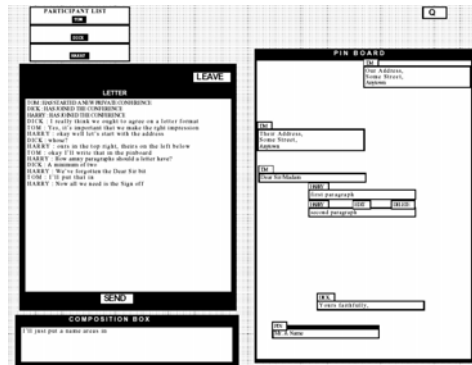 PARTICIPANT LIST
TOM
DICK
HARRY
Q
LEAVE
LETTER
TOM : HAS STARTED A NEW PRIVATE CONFERENCE
DICK : HAS JOINED THE CONFERENCE
HARRY : HAS JOINED THE CONFERENCE
DICK : I really think we ought to agree on a letter format
TOM : Yes, it's important that we make the right impression
HARRY : okay well let's start with the address
DICK : whose?
HARRY : ours in the top right, theirs on the left below
TOM : okay I'll write that in the pinboard
HARRY : How many paragraphs should a letter have?
DICK : A minimum of two
HARRY : We've forgotten the Dear Sir bit
TOM : I'll put that in
HARRY : Now all we need is the Sign off
SEND
COMPOSITION BOX
I'll just put a name areas in
PIN BOARD
TOM
Our Address,
Some Street,
Anytown
TOM
Their Address,
Some Street,
Anytown
TOM
Dear Sir/Madam
HARRY
first paragraph
HARRY
EDIT
DELETE
second paragraph
DICK
Yours faithfully,
PIN
Mr. A Name